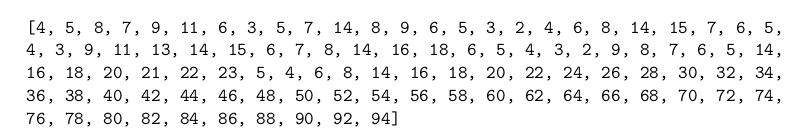 [4, 5, 8, 7, 9, 11, 6, 3, 5, 7, 14, 8, 9, 6, 5, 3, 2, 4, 6, 8, 14, 15, 7, 6, 5,
4, 3, 9, 11, 13, 14, 15, 6, 7, 8, 14, 16, 18, 6, 5, 4, 3, 2, 9, 8, 7, 6, 5, 14,
16, 18, 20, 21, 22, 23, 5, 4, 6, 8, 14, 16, 18, 20, 22, 24, 26, 28, 30, 32, 34,
36, 38, 40, 42, 44, 46, 48, 50, 52, 54, 56, 58, 60, 62, 64, 66, 68, 70, 72, 74,
76, 78, 80, 82, 84, 86, 88, 90, 92, 94]